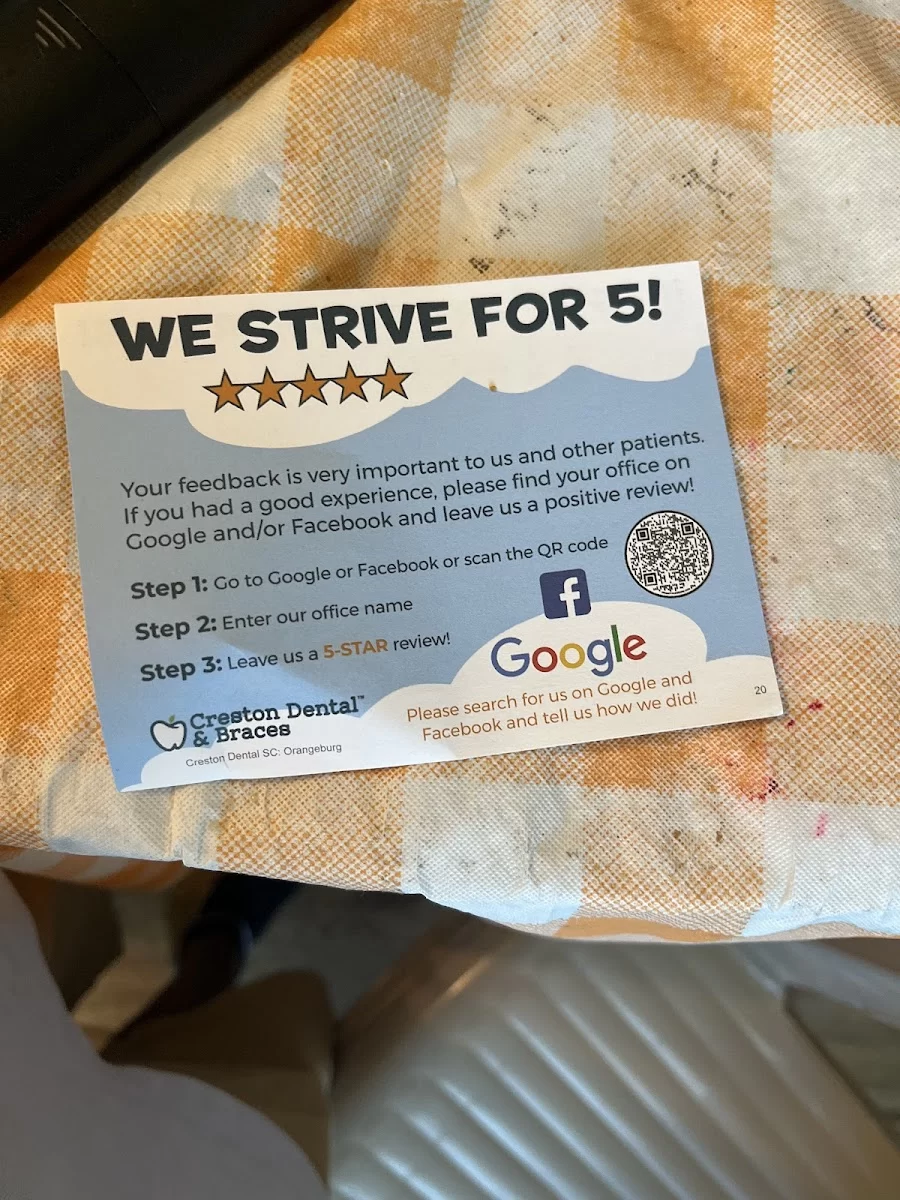 WE STRIVE FOR 5!
Your feedback is very important to us and other patients.
If you had a good experience, please find your office on
Google and/or Facebook and leave us a positive review!
Step 1: Go to Google or Facebook or scan the QR code
Step 2: Enter our office name
Step 3: Leave us a 5-STAR review!
f
Google
Creston Dental™
& Braces
Creston Dental SC: Orangeburg
Please search for us on Google and
Facebook and tell us how we did!
20